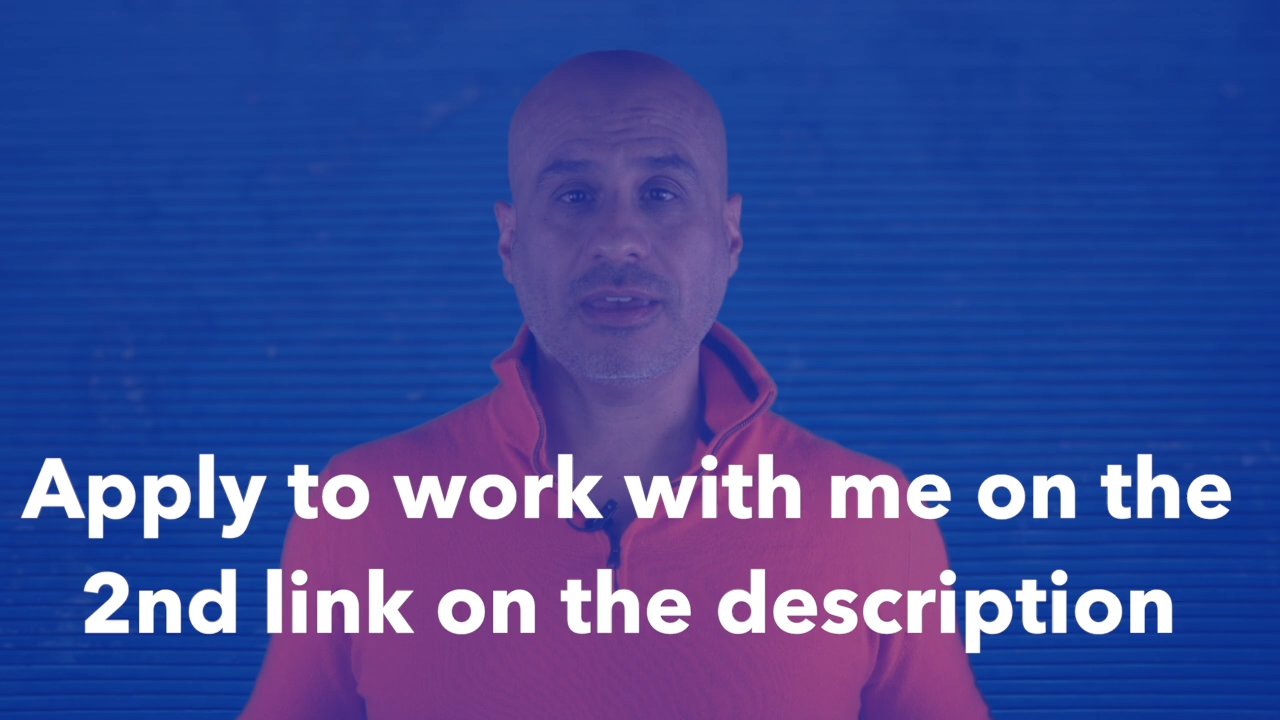 Apply to work with me on the
2nd link on the description